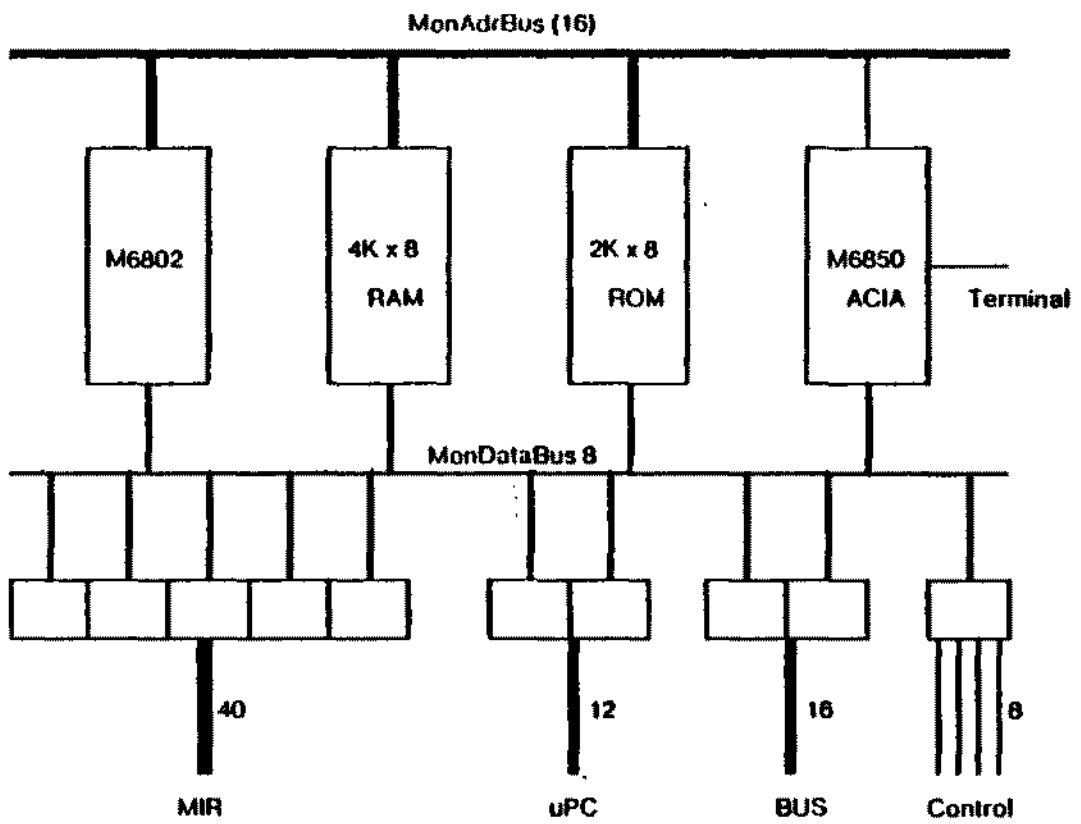 MonAdrBus (16)
M6802
4K x 8
RAM
2K x 8
ROM
M6850
ACIA
Terminal
MonDataBus 8
40
12
16
8
MIR
uPC
BUS
Control